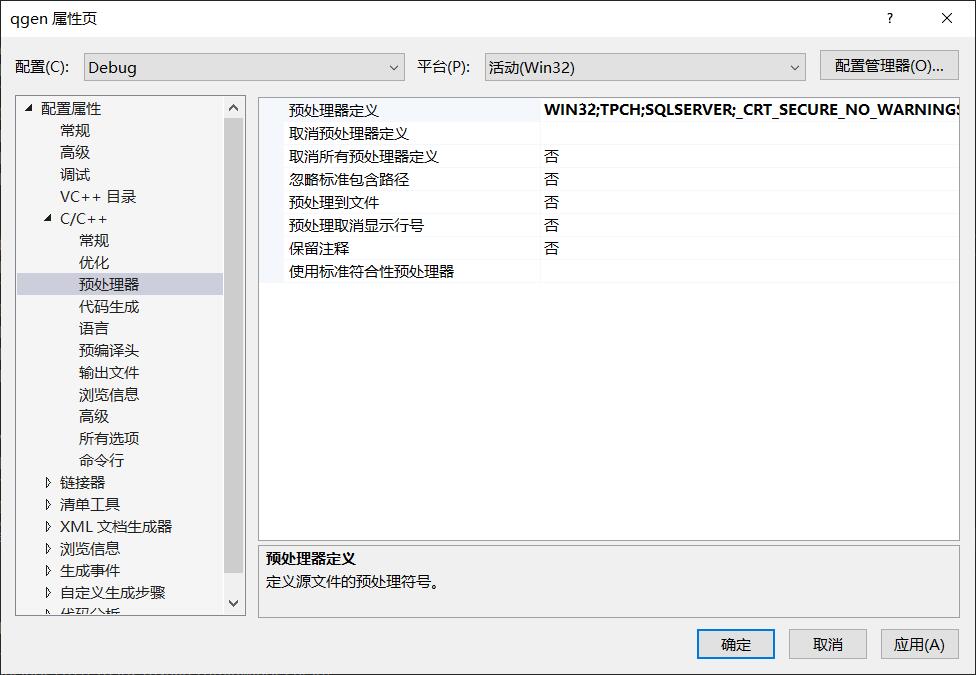 qgen 属性页
?
配置(C): Debug 平台(P): 活动(Win32) 配置管理器(O)...
配置属性
常规
高级
调试
VC++ 目录
C/C++
常规
优化
预处理器
代码生成
语言
预编译头
输出文件
浏览信息
高级
所有选项
命令行
链接器
清单工具
XML 文档生成器
浏览信息
生成事件
自定义生成步骤
代码分析
预处理器定义 WIN32;TPCH;SQLSERVER;_CRT_SECURE_NO_WARNINGS
取消预处理器定义
取消所有预处理器定义 否
忽略标准包含路径 否
预处理到文件 否
预处理取消显示行号 否
保留注释 否
使用标准符合性预处理器
预处理器定义
定义源文件的预处理符号。
确定 取消 应用(A)